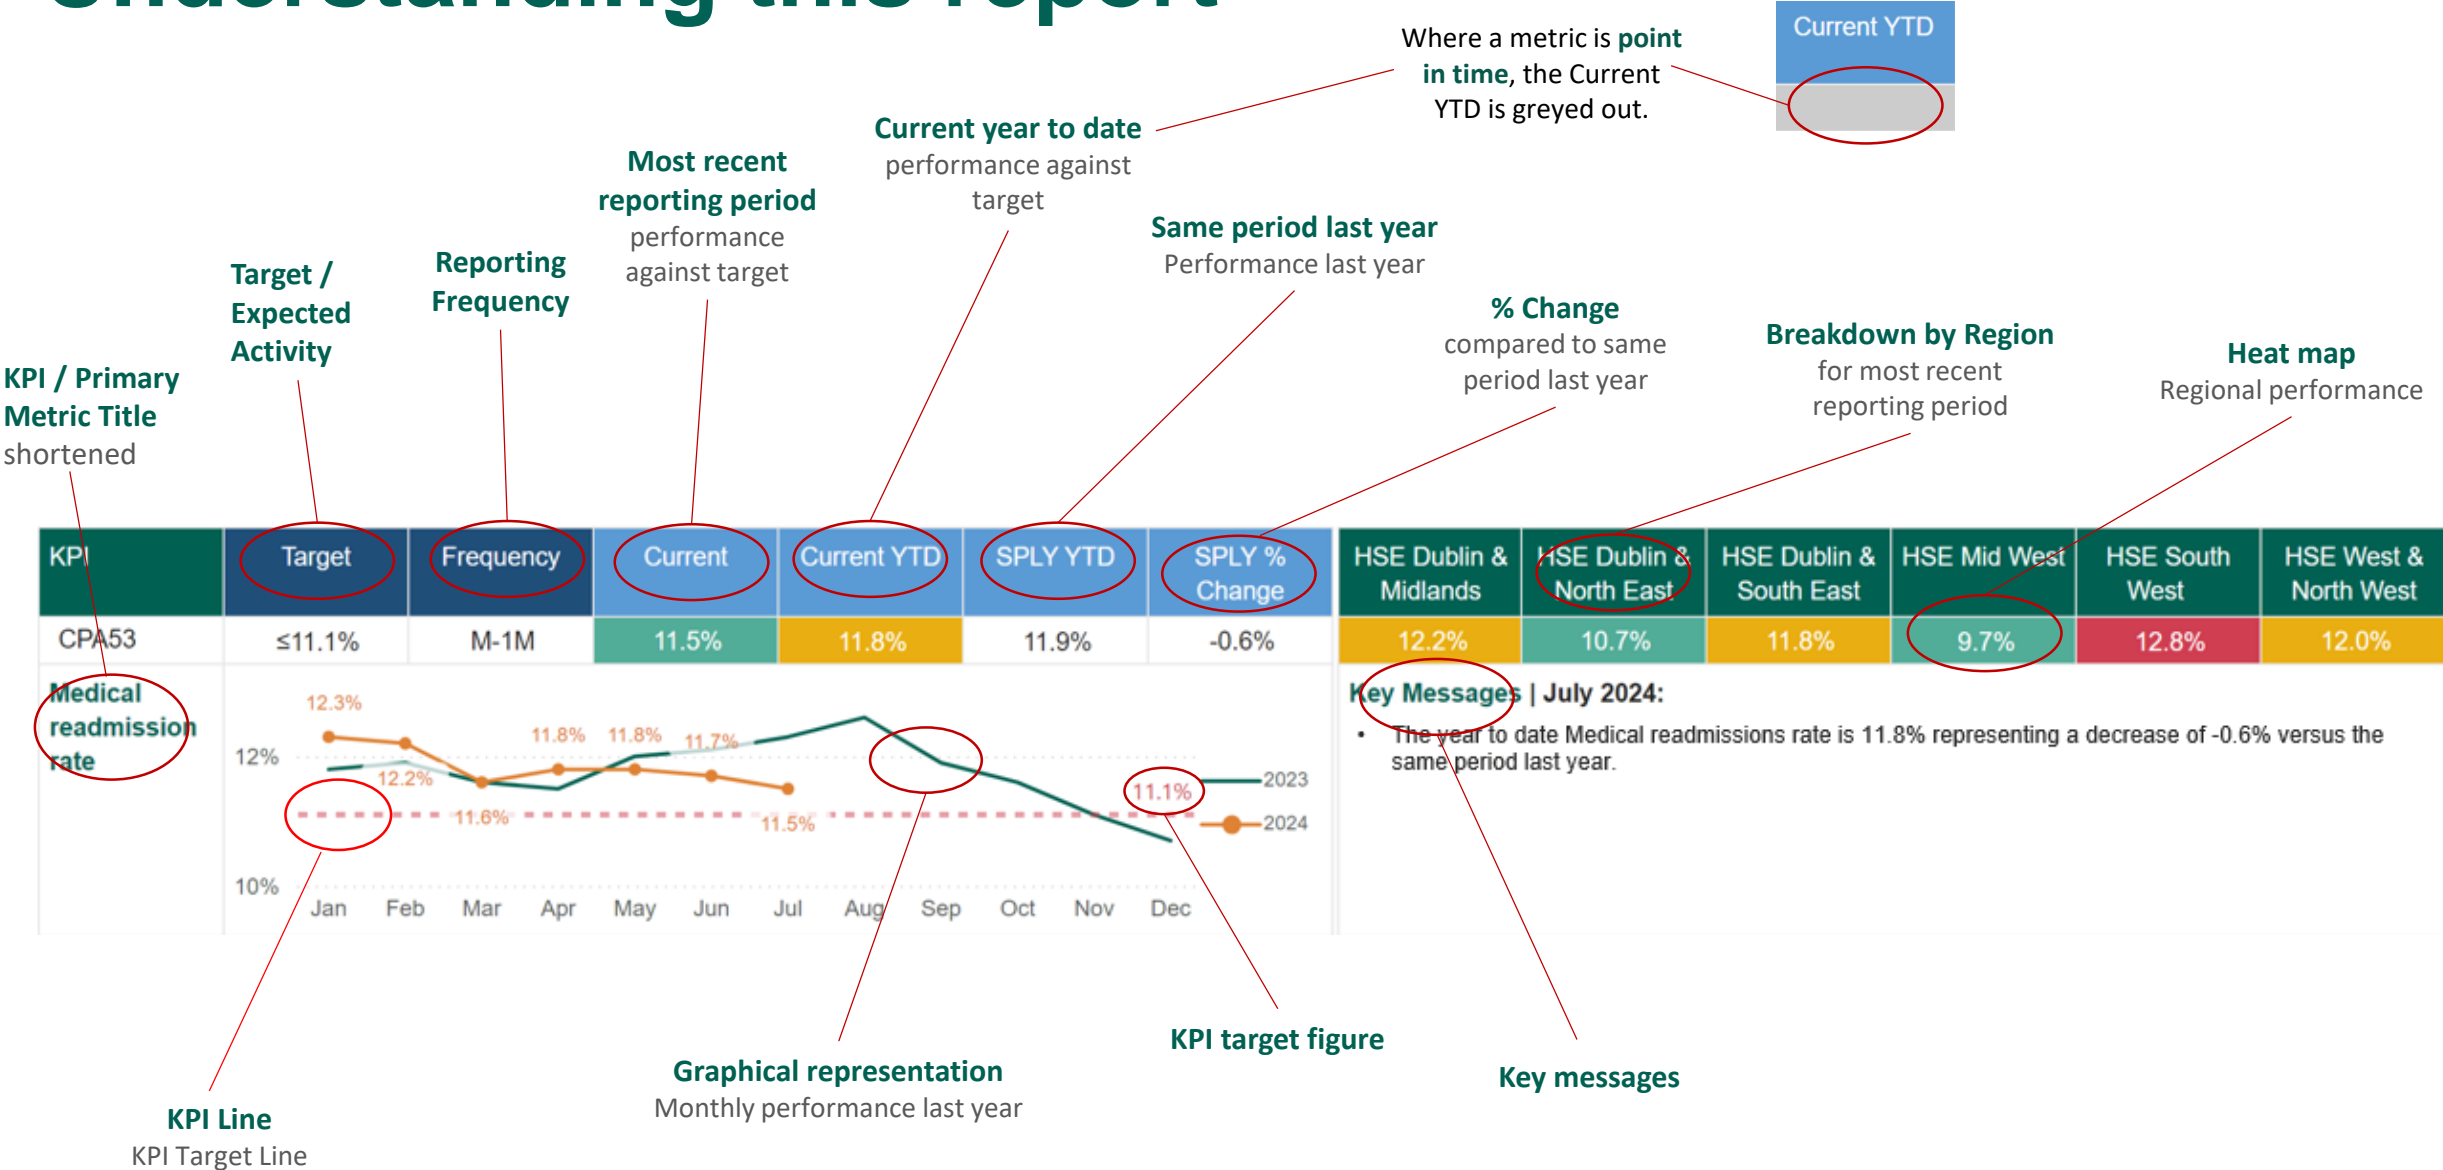 Understanding this report
Current YTD
Where a metric is point
in time, the Current
YTD is greyed out.
Current year to date
performance against
target
Most recent
reporting period
performance
against target
Same period last year
Performance last year
Reporting
Frequency
Target /
Expected
Activity
% Change
compared to same
period last year
Breakdown by Region
for most recent
reporting period
Heat map
Regional performance
KPI / Primary
Metric Title
shortened
KPI Target Frequency Current Current YTD SPLY YTD SPLY %
Change
HSE Dublin &
Midlands
HSE Dublin &
North East
HSE Dublin &
South East
HSE Mid West
HSE South
West
HSE West &
North West
CPA53 ≤11.1% M-1M 11.5% 11.8% 11.9% -0.6% 12.2% 10.7% 11.8% 9.7% 12.8% 12.0%
Medical
readmission
rate
12.3%
12.2%
11.6%
11.8%
11.8%
11.7%
11.5%
11.1%
12%
10%
Jan Feb Mar Apr May Jun Jul Aug Sep Oct Nov Dec
2023
2024
Key Messages | July 2024:
• The year to date Medical readmissions rate is 11.8% representing a decrease of -0.6% versus the
same period last year.
KPI target figure
Graphical representation
Monthly performance last year
Key messages
KPI Line
KPI Target Line